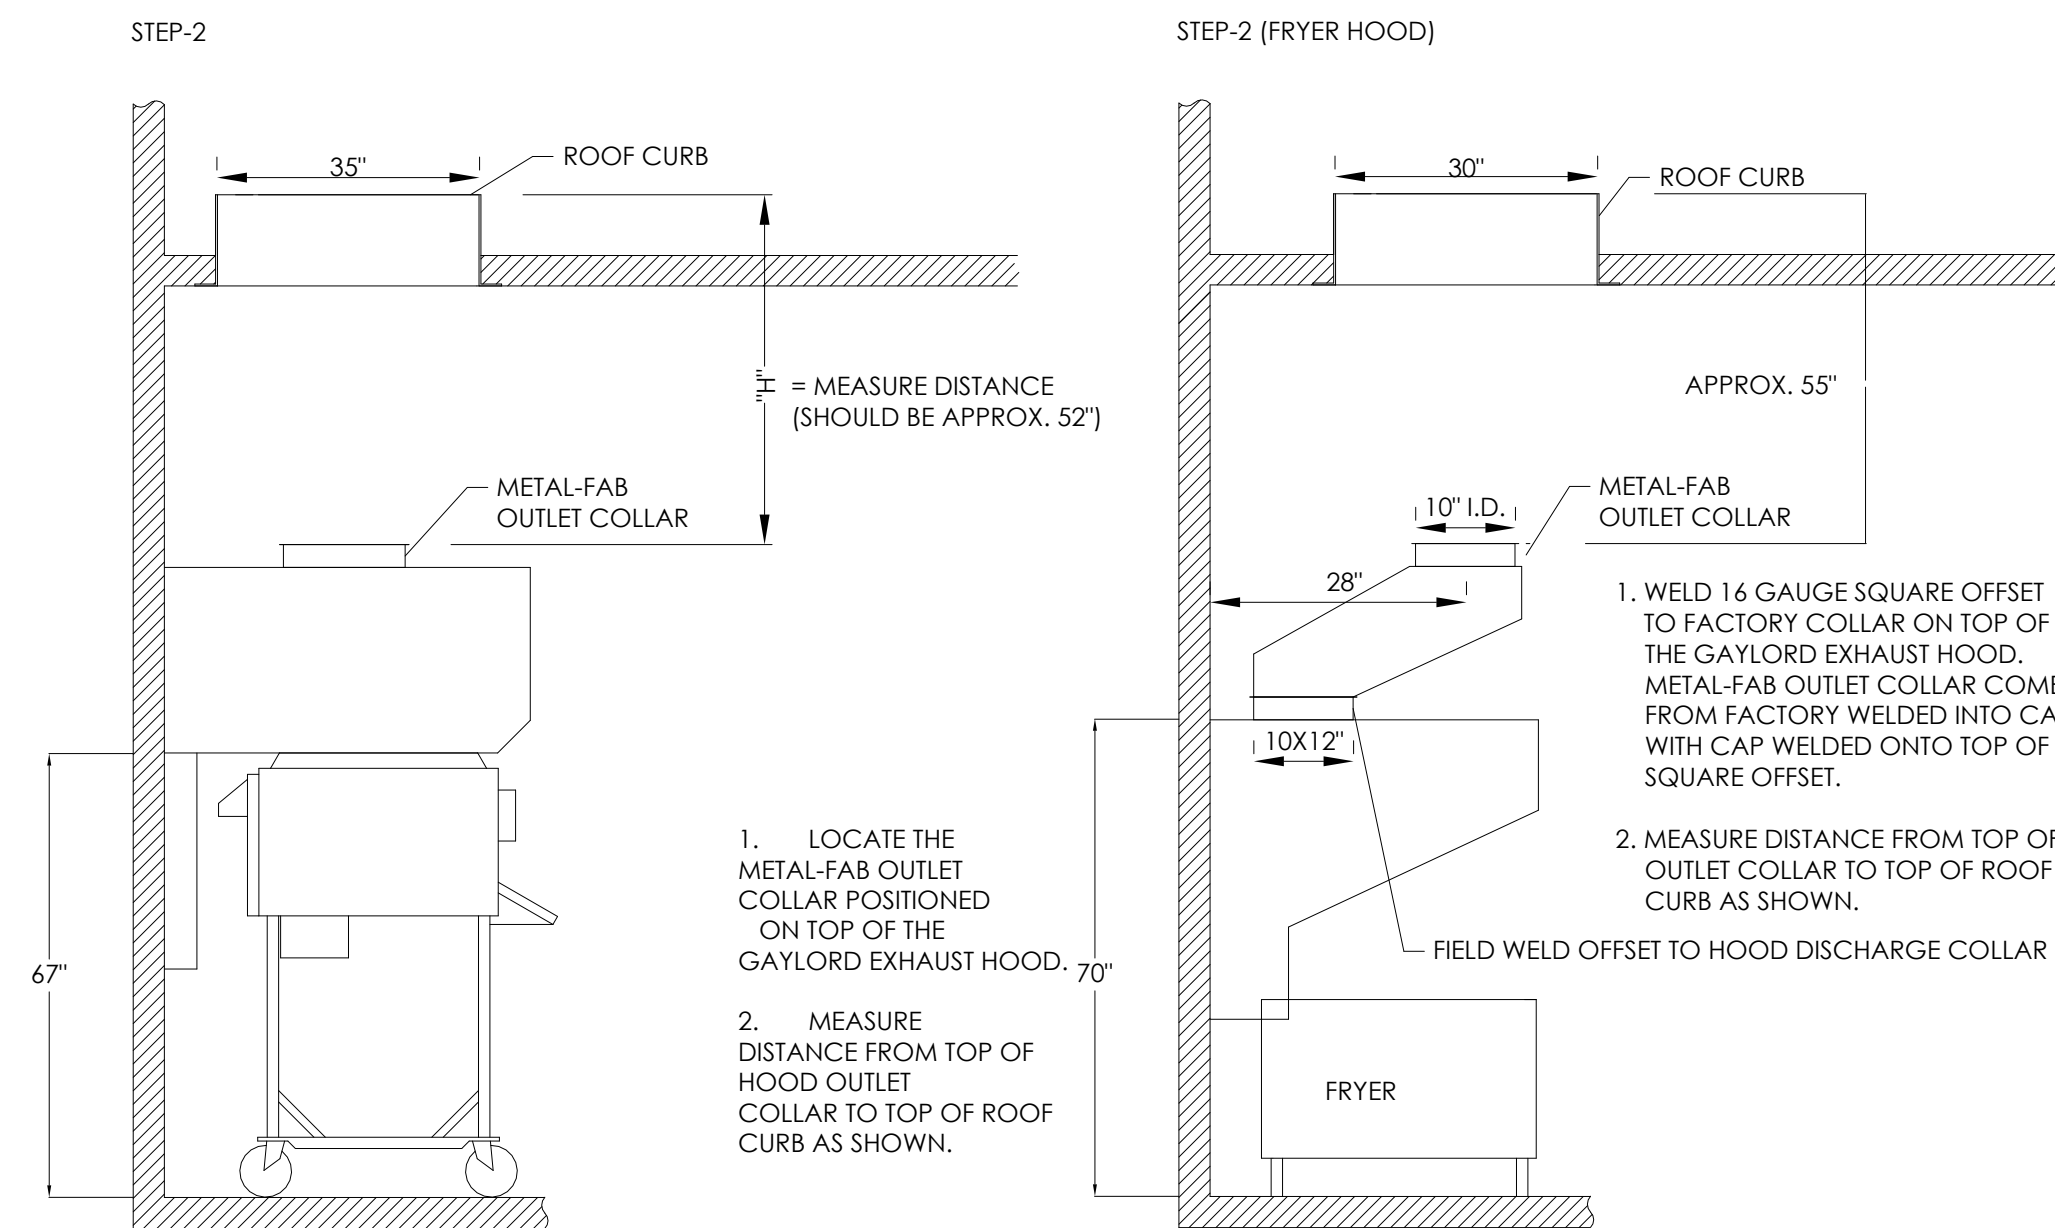 STEP-2
35"
ROOF CURB
"H"
= MEASURE DISTANCE
(SHOULD BE APPROX. 52")
METAL-FAB
OUTLET COLLAR
67"
1. LOCATE THE
METAL-FAB OUTLET
COLLAR POSITIONED
ON TOP OF THE
GAYLORD EXHAUST HOOD.
2. MEASURE
DISTANCE FROM TOP OF
HOOD OUTLET
COLLAR TO TOP OF ROOF
CURB AS SHOWN.
STEP-2 (FRYER HOOD)
30"
ROOF CURB
APPROX. 55"
METAL-FAB
OUTLET COLLAR
10" I.D.
28"
10X12"
1. WELD 16 GAUGE SQUARE OFFSET
TO FACTORY COLLAR ON TOP OF
THE GAYLORD EXHAUST HOOD.
METAL-FAB OUTLET COLLAR
FROM FACTORY WELDED INTO
WITH CAP WELDED ONTO TOP OF
SQUARE OFFSET.
2. MEASURE DISTANCE FROM TOP OF
OUTLET COLLAR TO TOP OF ROOF
CURB AS SHOWN.
FIELD WELD OFFSET TO HOOD DISCHARGE COLLAR
70"
FRYER